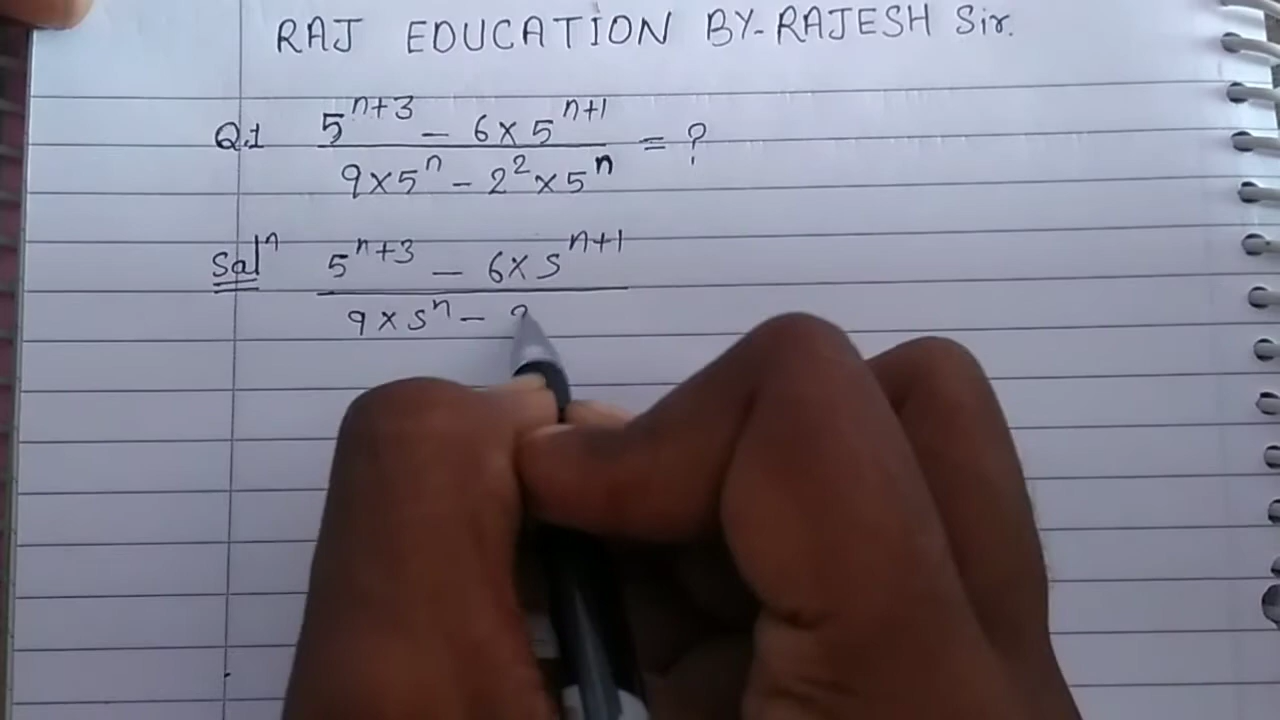 RAJ EDUCATION BY-RAJESH Sir.
Q.1 5^{n+3} - 6×5^{n+1} / 9×5^n - 2^2×5^n = ?
Sol^n 5^{n+3} - 6×5^{n+1} / 9×5^n -